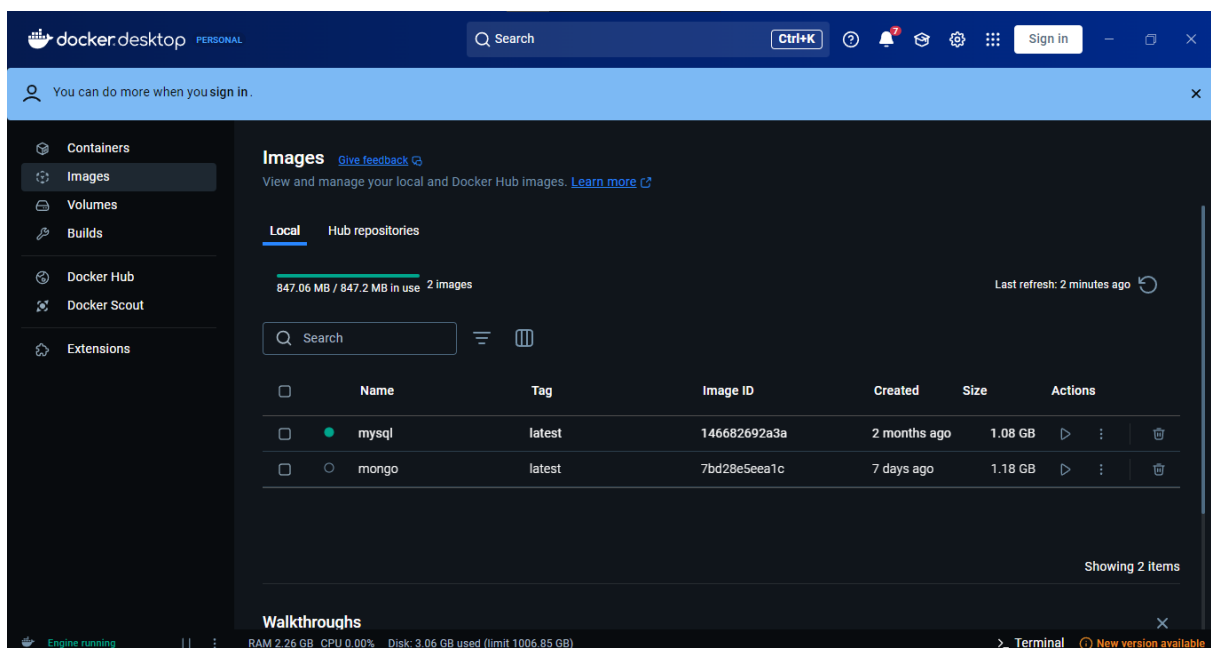 docker.desktop PERSONAL Search Ctrl+K 7 Sign in
You can do more when you sign in.
Containers
Images
Volumes
Builds
Docker Hub
Docker Scout
Extensions
Images Give feedback
View and manage your local and Docker Hub images. Learn more
Local Hub repositories
847.06 MB / 847.2 MB in use 2 images Last refresh: 2 minutes ago
Search
Name Tag Image ID Created Size Actions
mysql latest 146682692a3a 2 months ago 1.08 GB
mongo latest 7bd28e5eea1c 7 days ago 1.18 GB
Showing 2 items
Walkthroughs
Engine running RAM 2.26 GB CPU 0.00% Disk: 3.06 GB used (limit 1006.85 GB) Terminal New version available